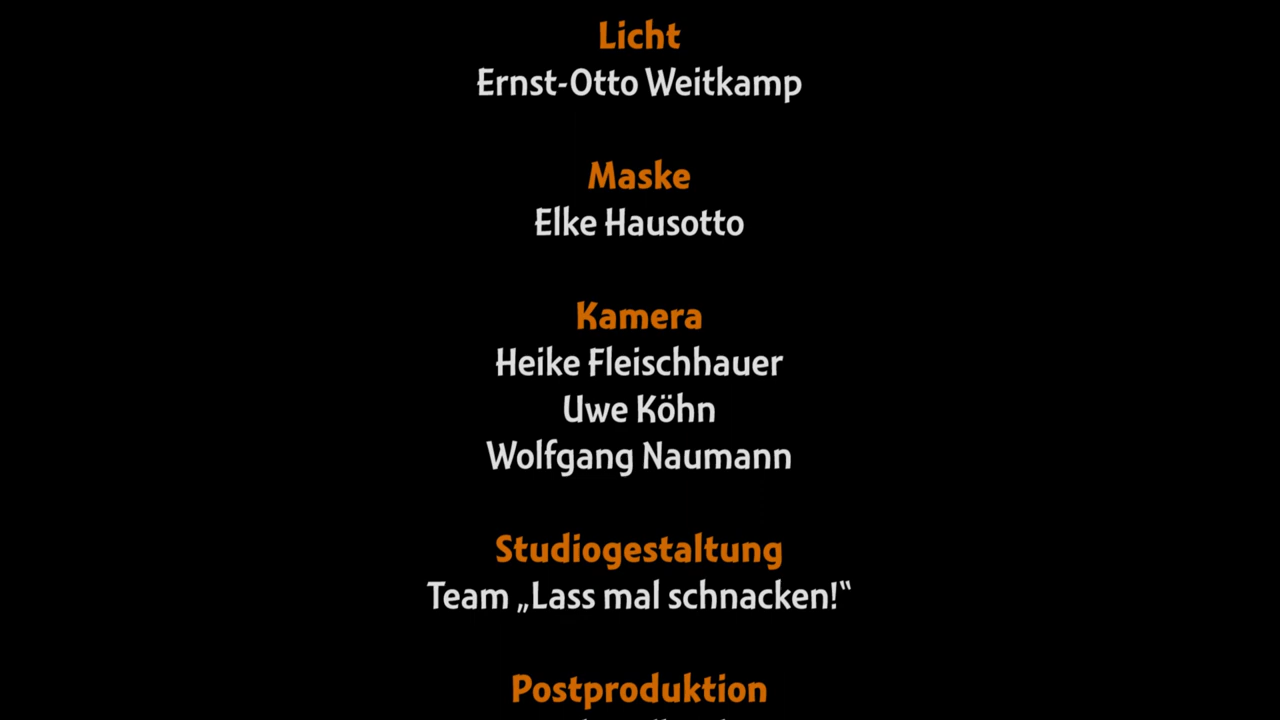 Licht
Ernst-Otto Weitkamp
Maske
Elke Hausotto
Kamera
Heike Fleischhauer
Uwe Köhn
Wolfgang Naumann
Studiogestaltung
Team „Lass mal schnacken!“
Postproduktion